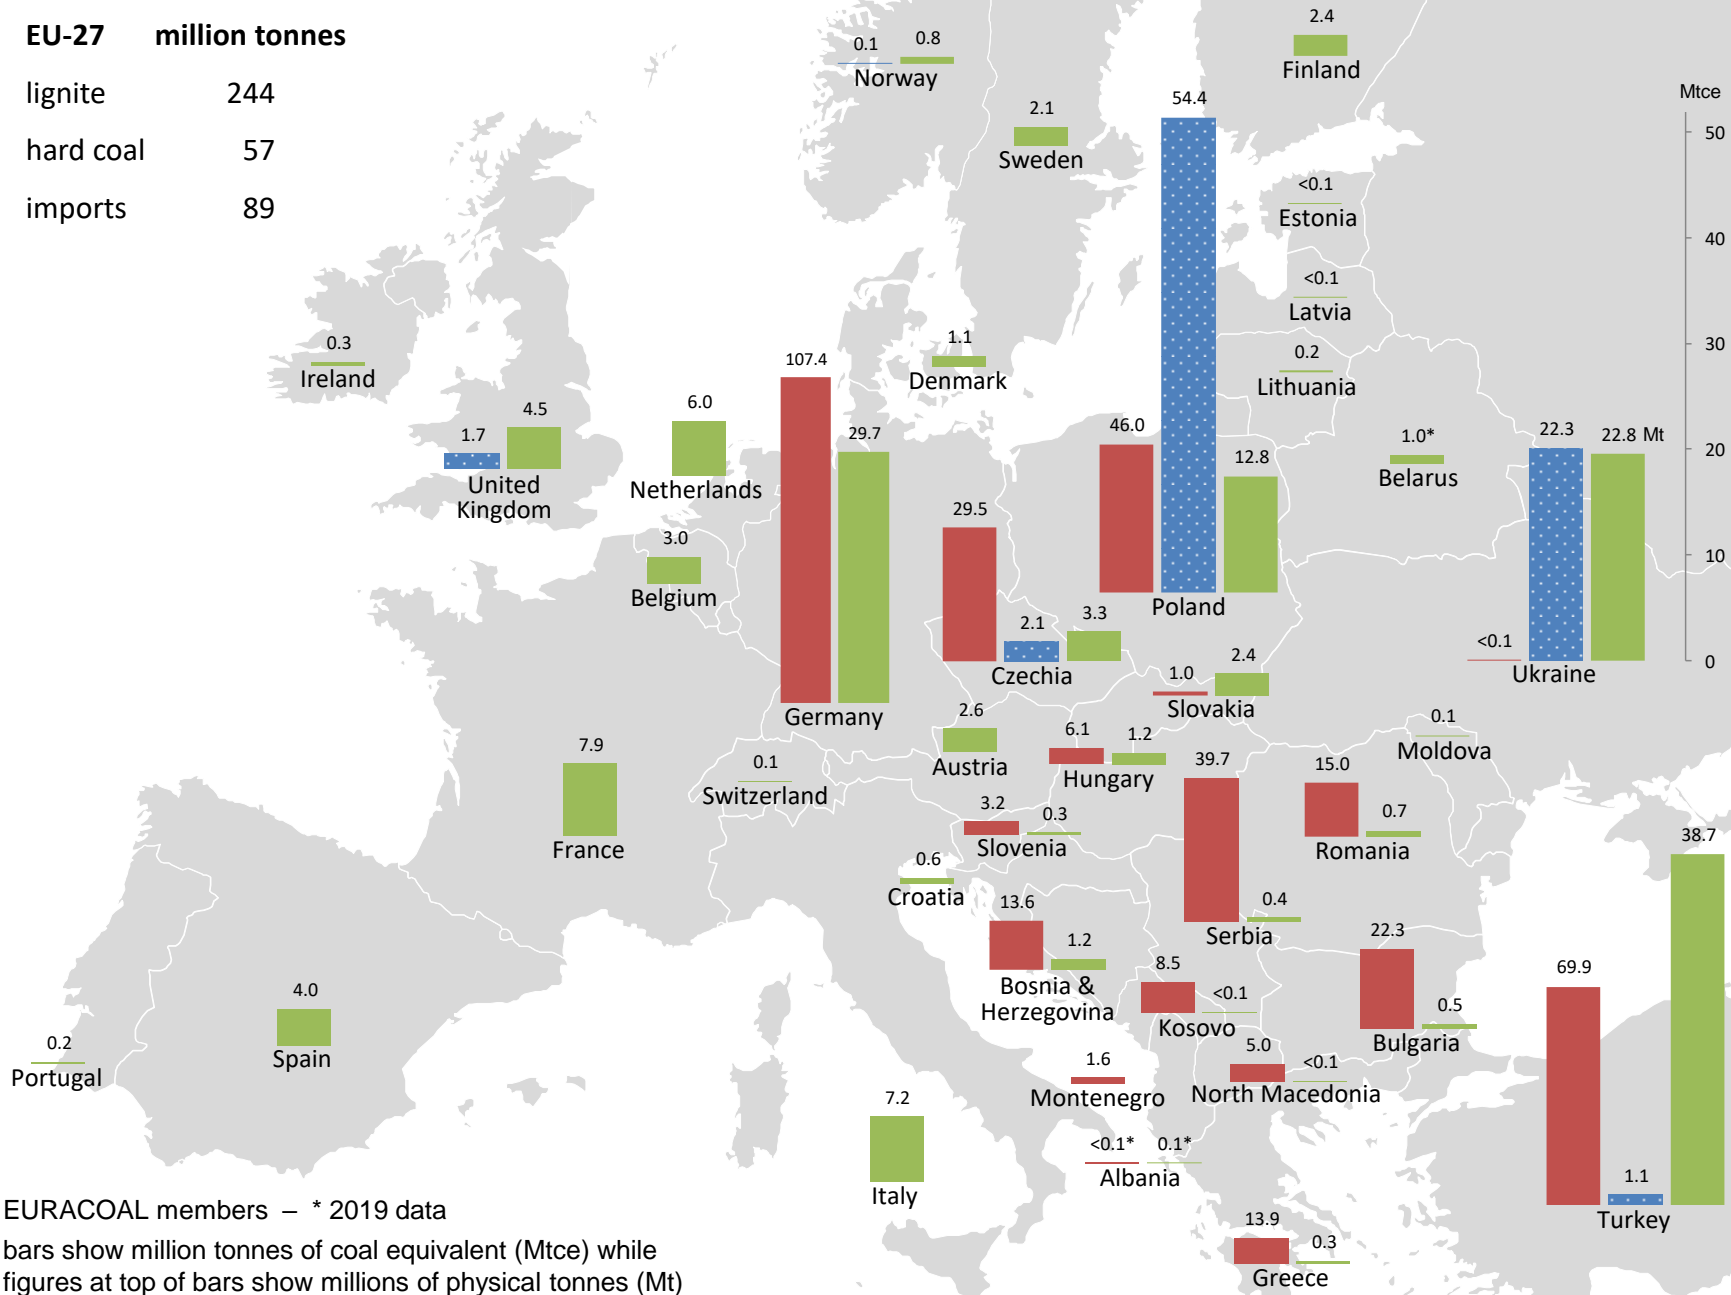 EU-27 million tonnes
lignite 244
hard coal 57
imports 89
0.1 0.8
Norway
2.4
Finland
2.1
Sweden
54.4
46.0
12.8
Poland
Mtce
50
40
30
20
10
0
<0.1
Estonia
<0.1
Latvia
0.2
Lithuania
0.3
Ireland
1.7 4.5
United
Kingdom
6.0
Netherlands
3.0
Belgium
107.4
29.7
Germany
1.1
Denmark
29.5
2.1 3.3
Czechia
1.0*
Belarus
<0.1
22.3 22.8 Mt
Ukraine
1.0 2.4
Slovakia
2.6
Austria
6.1 1.2
Hungary
0.1
Moldova
7.9
France
0.1
Switzerland
3.2 0.3
Slovenia
39.7
0.4
Serbia
15.0
0.7
Romania
0.6
Croatia
13.6
1.2
Bosnia &
Herzegovina
8.5
<0.1
Kosovo
22.3
0.5
Bulgaria
69.9
1.1
38.7
Turkey
0.2
Portugal
4.0
Spain
1.6
Montenegro
5.0 <0.1
North Macedonia
7.2
Italy
<0.1* 0.1*
Albania
13.9
0.3
Greece
EURACOAL members – * 2019 data
bars show million tonnes of coal equivalent (Mtce) while
figures at top of bars show millions of physical tonnes (Mt)